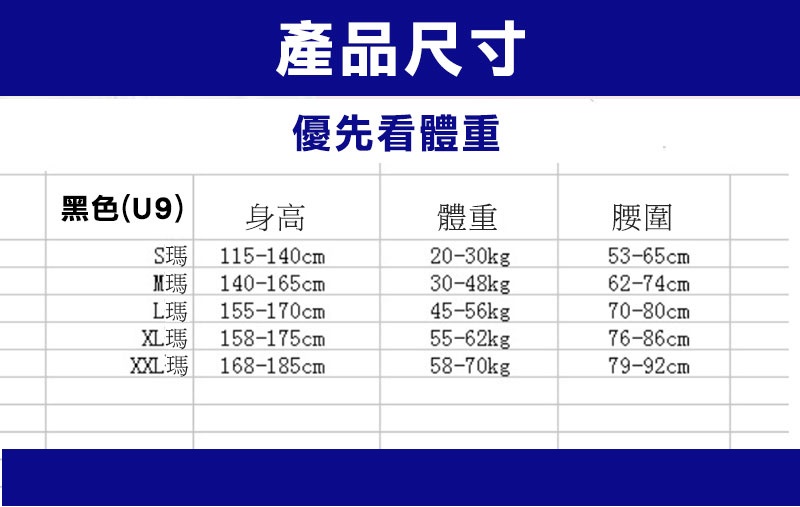 產品尺寸
優先看體重
黑色(U9) 身高 體重 腰圍
S瑪 115-140cm 20-30kg 53-65cm
M瑪 140-165cm 30-48kg 62-74cm
L瑪 155-170cm 45-56kg 70-80cm
XL瑪 158-175cm 55-62kg 76-86cm
XXL瑪 168-185cm 58-70kg 79-92cm